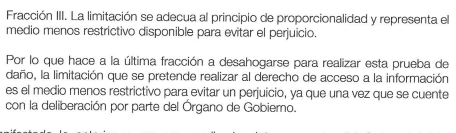 Fracción III. La limitación se adecua al principio de proporcionalidad y representa el
medio menos restrictivo disponible para evitar el perjuicio.
Por lo que hace a la última fracción a desahogarse para realizar esta prueba de
daño, la limitación que se pretende realizar al derecho de acceso a la información
es el medio menos restrictivo para evitar un perjuicio, ya que una vez que se cuente
con la deliberación por parte del Órgano de Gobierno.